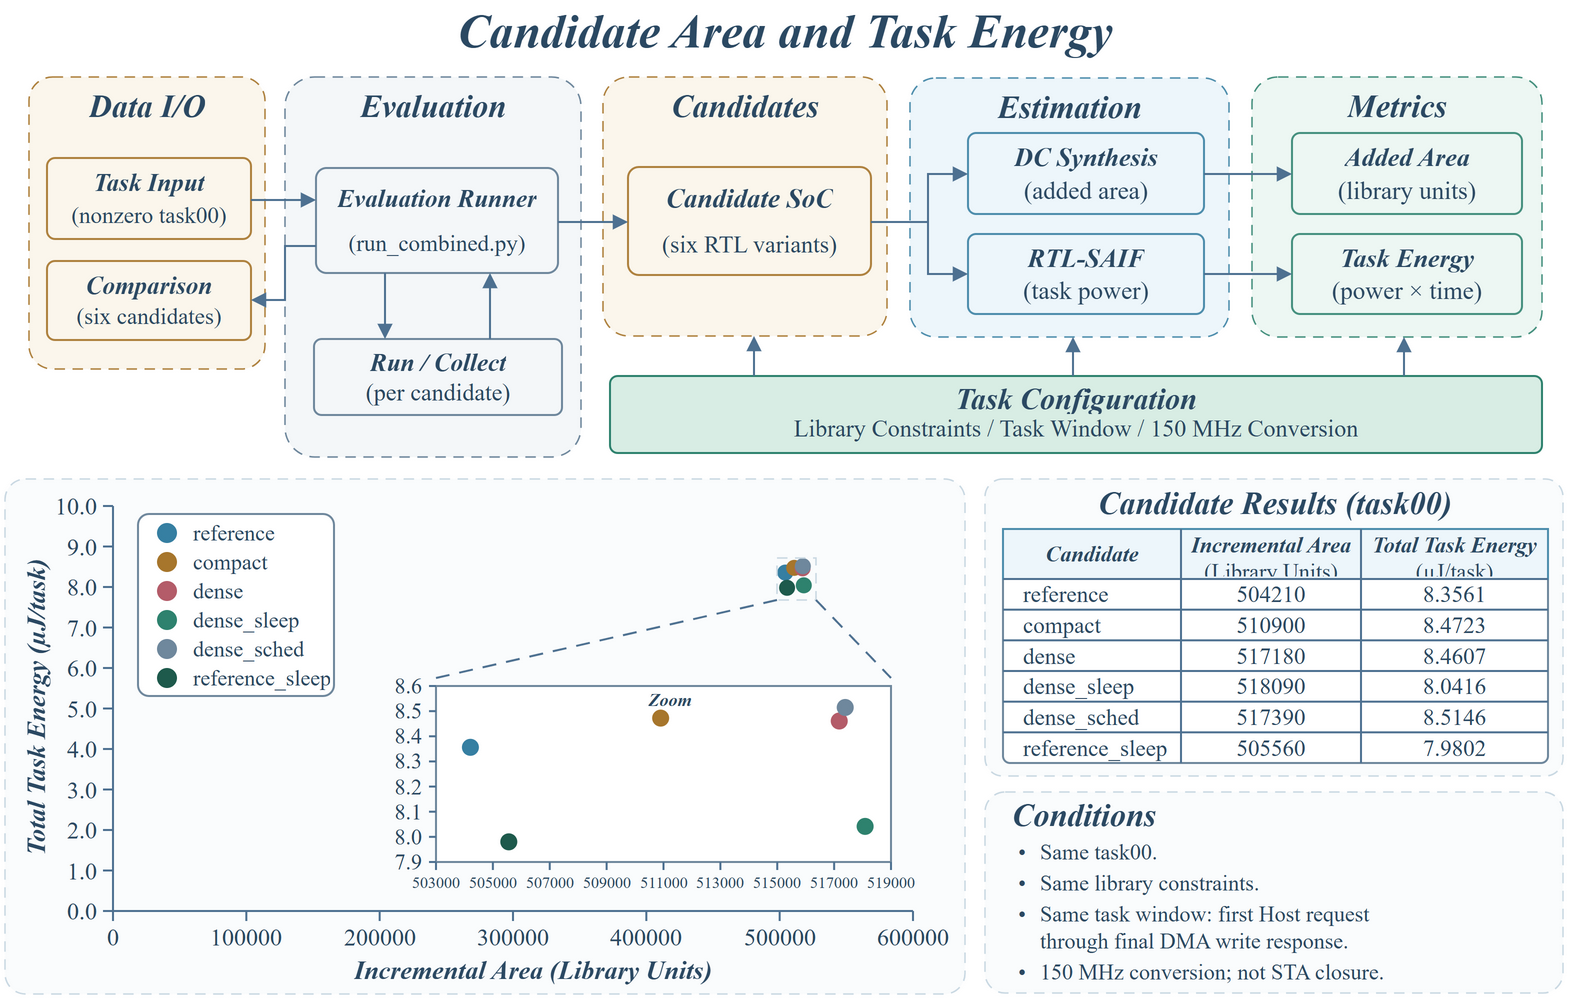 Candidate Area and Task Energy
Data I/O
Task Input
(nonzero task00)
Comparison
(six candidates)
Evaluation
Evaluation Runner
(run_combined.py)
Run / Collect
(per candidate)
Candidates
Candidate SoC
(six RTL variants)
Estimation
DC Synthesis
(added area)
RTL-SAIF
(task power)
Metrics
Added Area
(library units)
Task Energy
(power × time)
Task Configuration
Library Constraints / Task Window / 150 MHz Conversion
Total Task Energy (μJ/task)
10.0
9.0
8.0
7.0
6.0
5.0
4.0
3.0
2.0
1.0
0.0
reference
compact
dense
dense_sleep
dense_sched
reference_sleep
Zoom
8.6
8.5
8.4
8.3
8.2
8.1
8.0
7.9
503000 505000 507000 509000 511000 513000 515000 517000 519000
0 100000 200000 300000 400000 500000 600000
Incremental Area (Library Units)
Candidate Results (task00)
Candidate Incremental Area (Library Units) Total Task Energy (μJ/task)
reference 504210 8.3561
compact 510900 8.4723
dense 517180 8.4607
dense_sleep 518090 8.0416
dense_sched 517390 8.5146
reference_sleep 505560 7.9802
Conditions
• Same task00.
• Same library constraints.
• Same task window: first Host request
through final DMA write response.
• 150 MHz conversion; not STA closure.